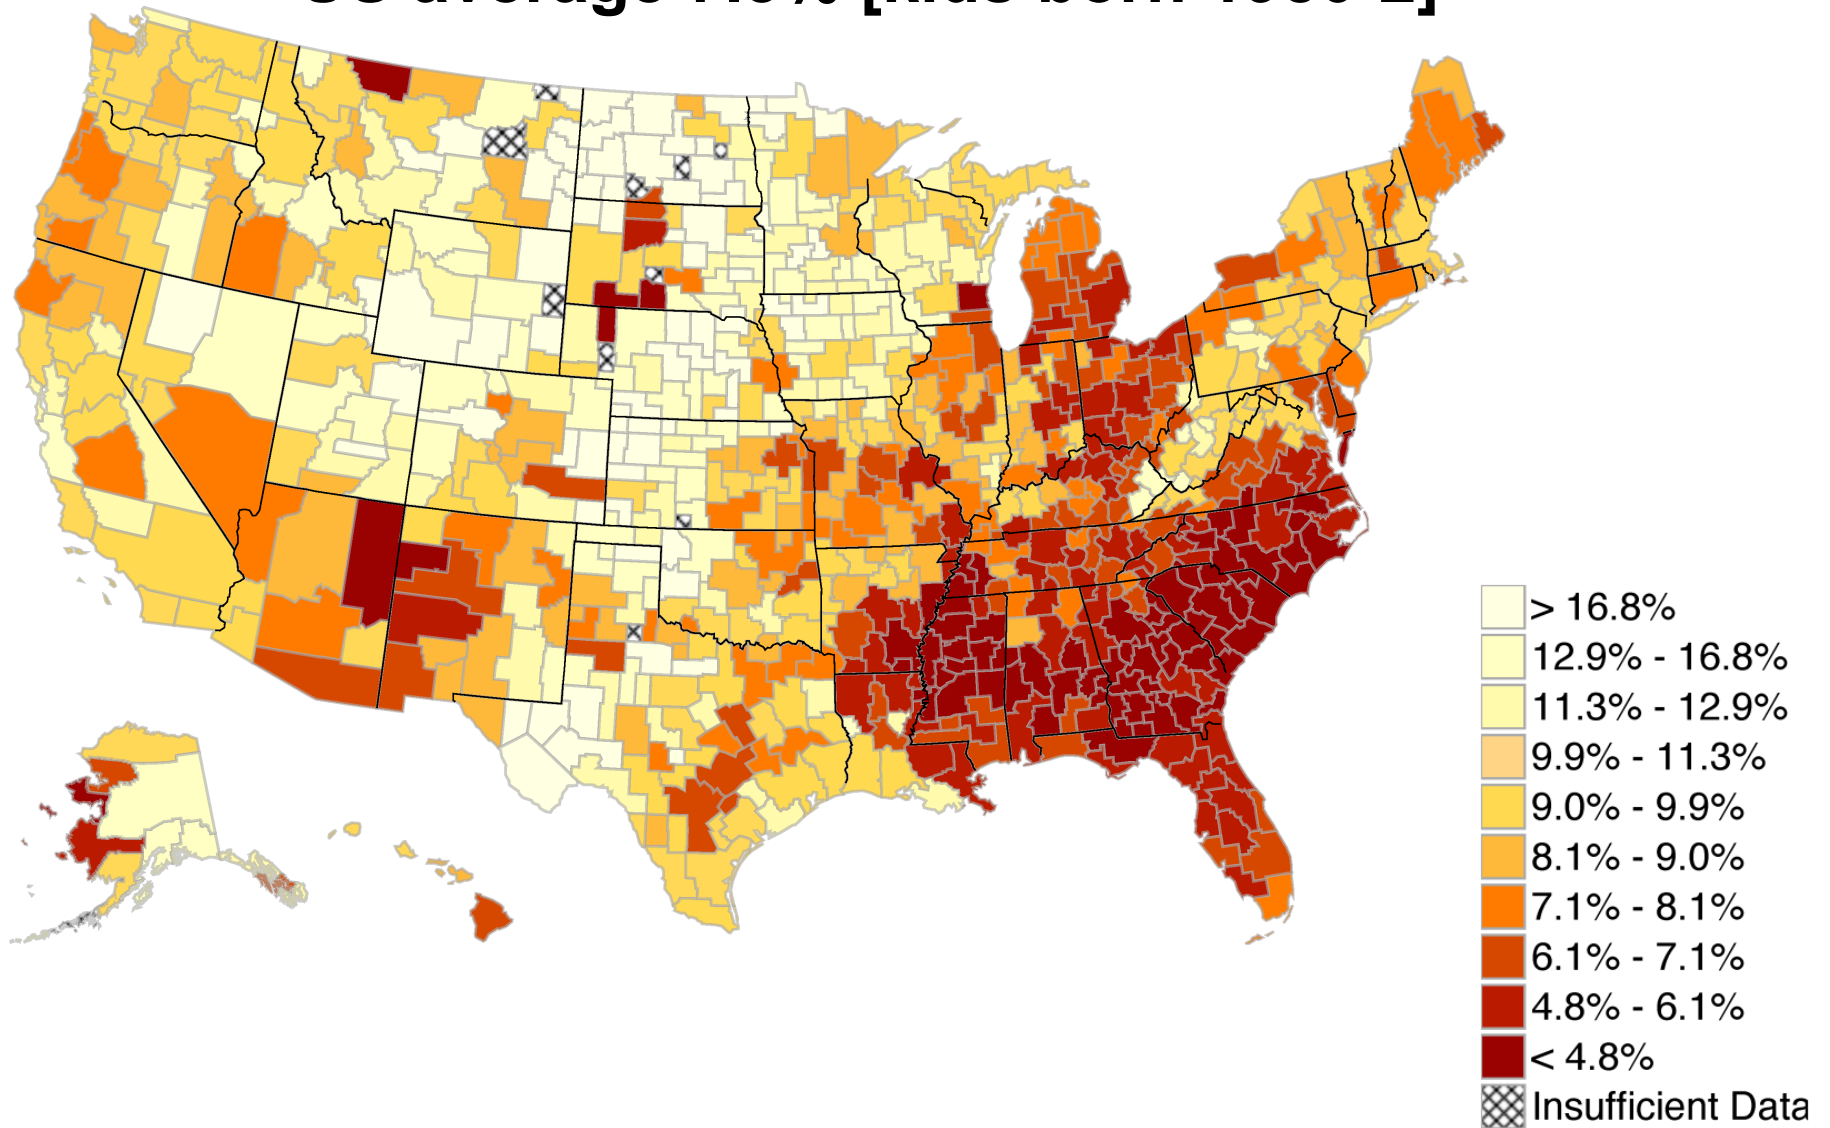 > 16.8%
12.9% - 16.8%
11.3% - 12.9%
9.9% - 11.3%
9.0% - 9.9%
8.1% - 9.0%
7.1% - 8.1%
6.1% - 7.1%
4.8% - 6.1%
< 4.8%
Insufficient Data